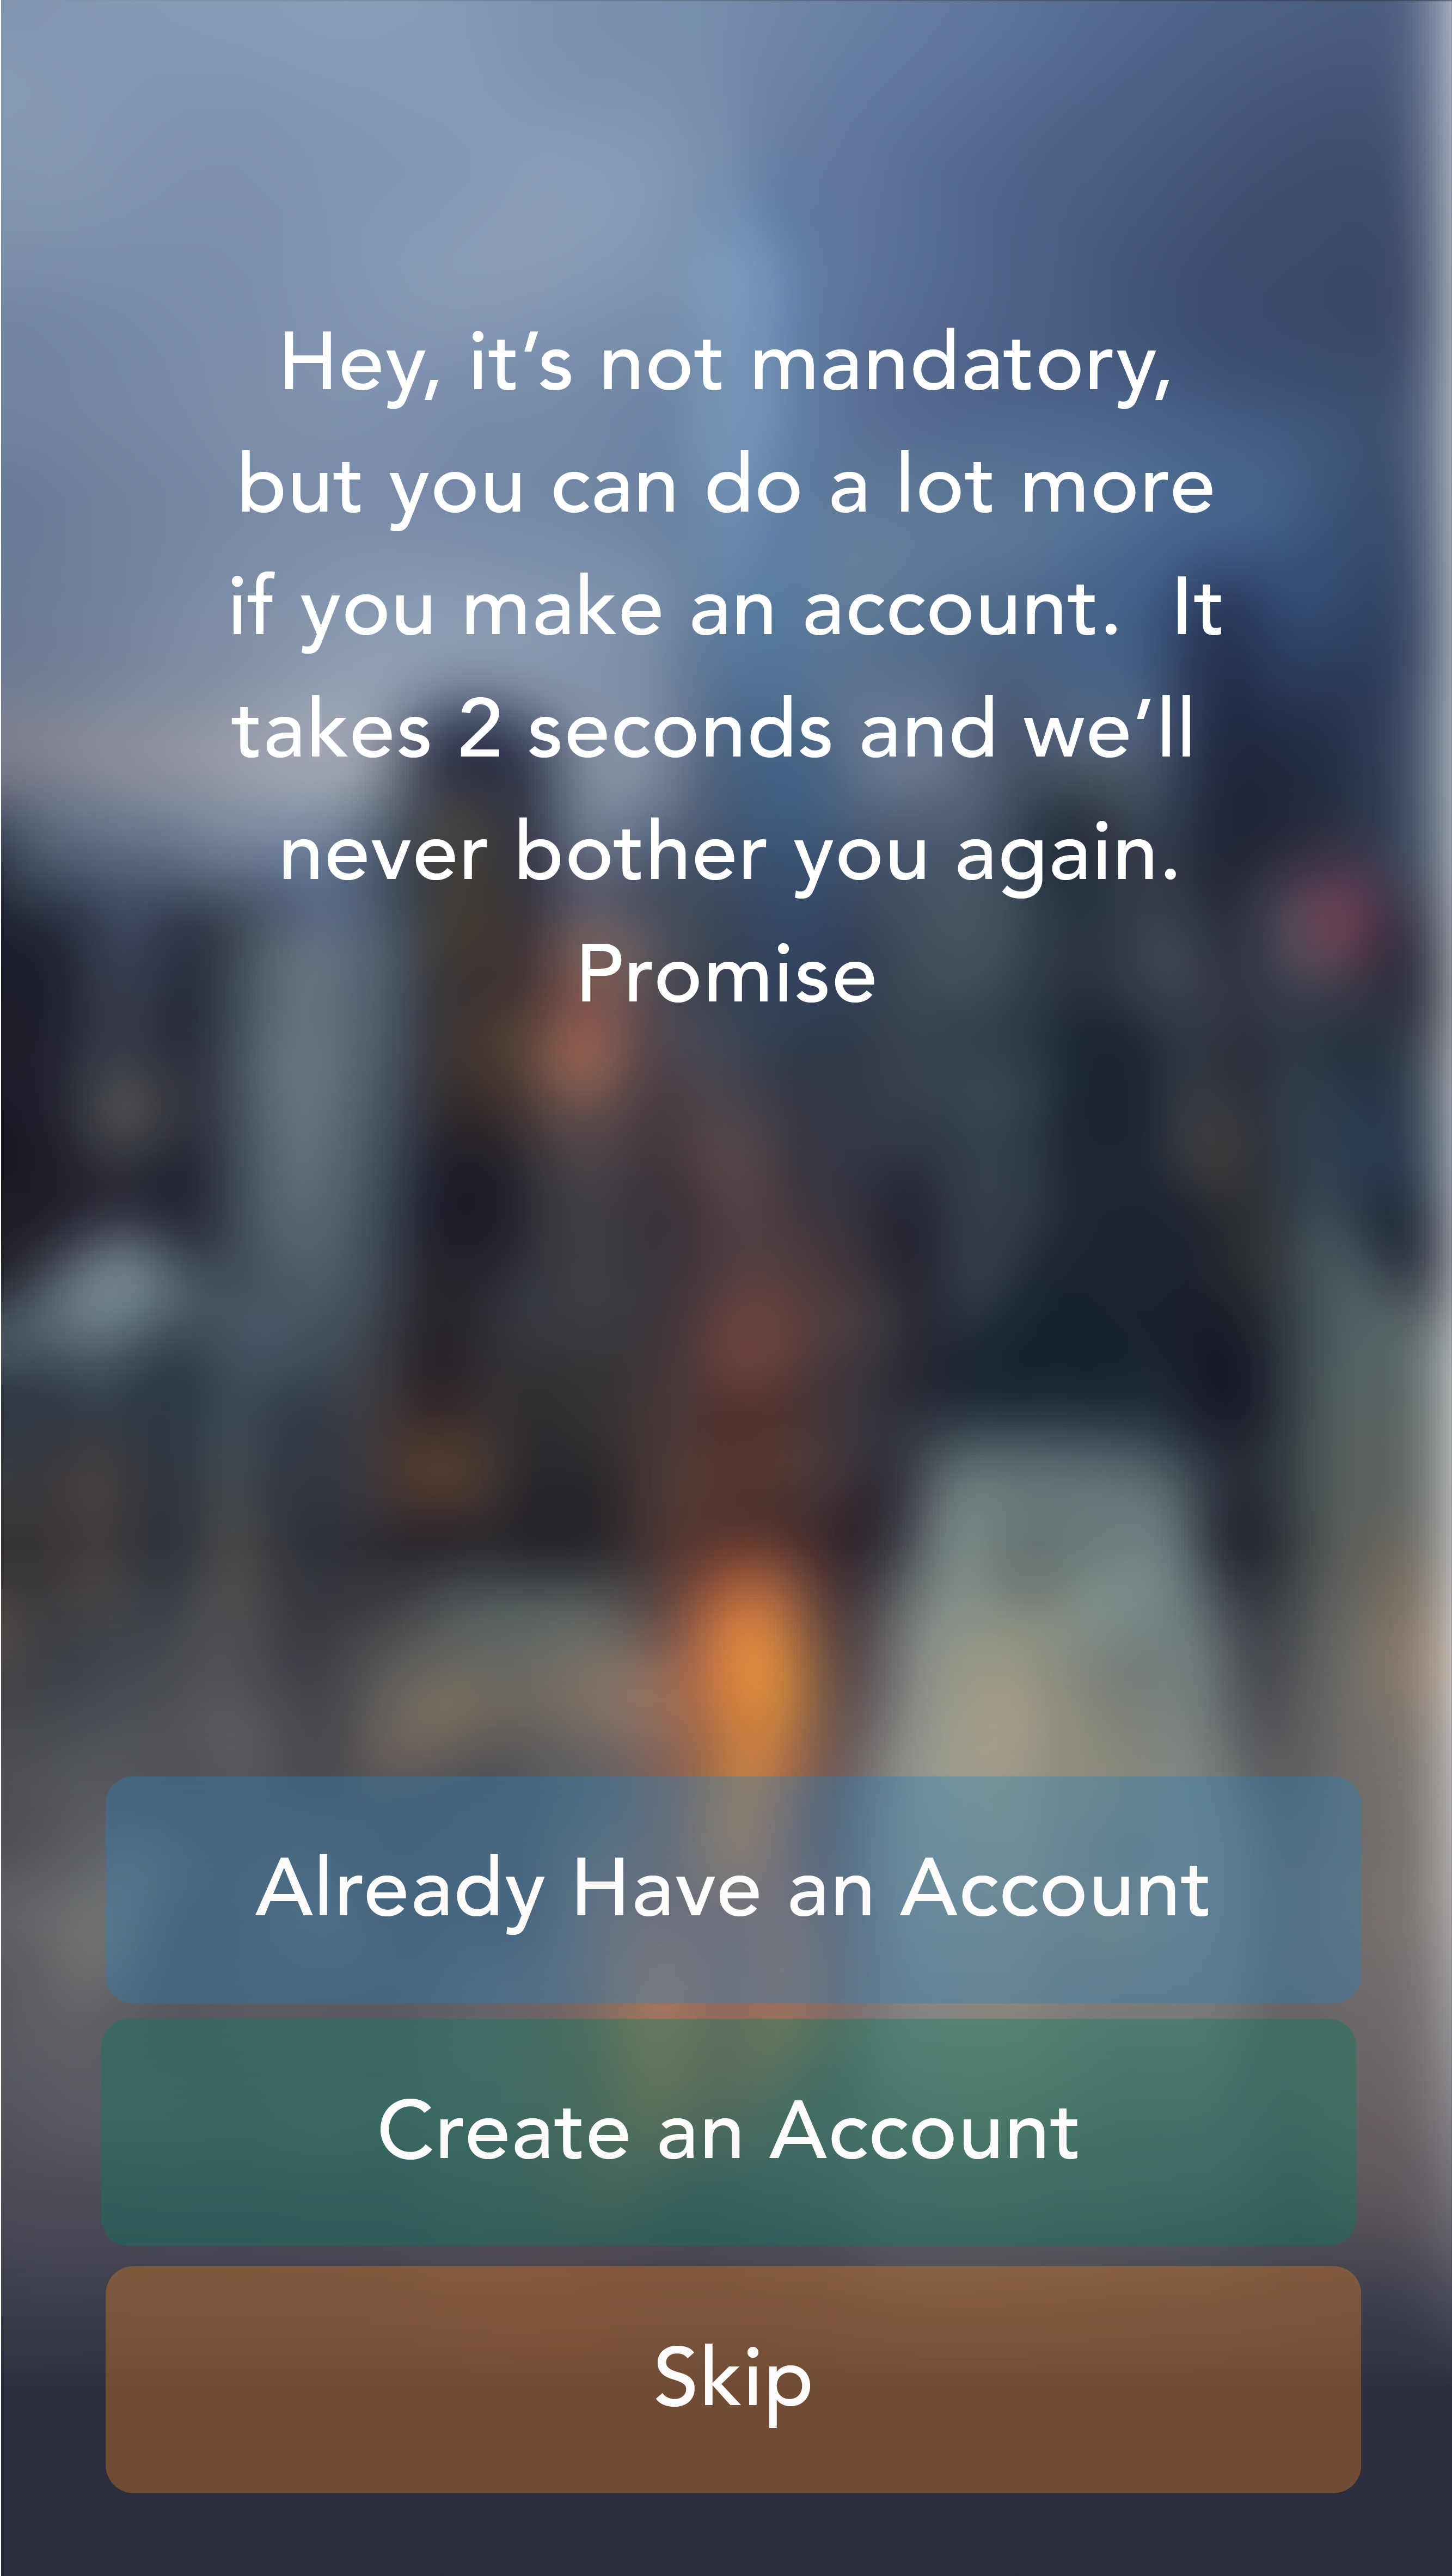 Hey, it’s not mandatory,
but you can do a lot more
if you make an account.  It
takes 2 seconds and we’ll
never bother you again.
Promise
Already Have an Account
Create an Account
Skip